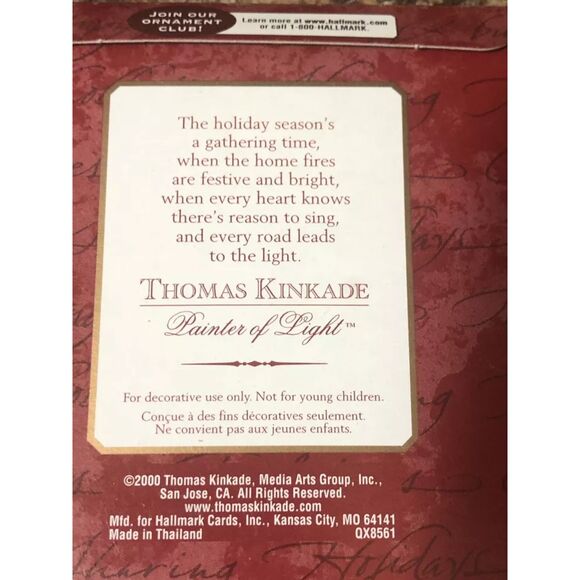 JOIN OUR
ORNAMENT
CLUB!
Learn more at www.hallmark.com
or call 1-800-HALLMARK.
The holiday season's
a gathering time,
when the home fires
are festive and bright,
when every heart knows
there's reason to sing,
and every road leads
to the light.
THOMAS KINKADE
Painter of Light™
For decorative use only. Not for young children.
Conçue à des fins décoratives seulement.
Ne convient pas aux jeunes enfants.
©2000 Thomas Kinkade, Media Arts Group, Inc.,
San Jose, CA. All Rights Reserved.
www.thomaskinkade.com
Mfd. for Hallmark Cards, Inc., Kansas City, MO 64141
Made in Thailand QX8561
Sharing Holidays